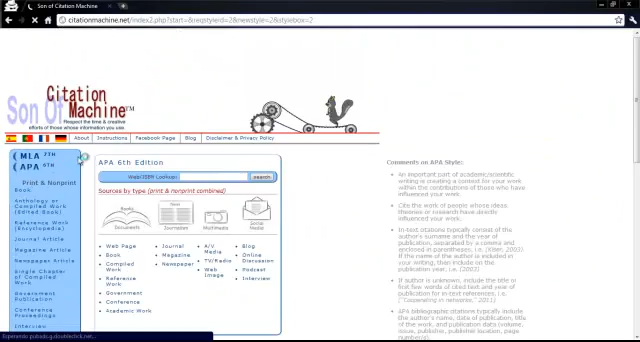 Son of Citation Machine
citationmachine.net/index2.php?start=&reqstyleid=2&newstyle=2&stylebox=2
Citation
Son Of Machine™
Respect the time & creative
efforts of those whose information you use.
About
Instructions
Facebook Page
Blog
Disclaimer & Privacy Policy
MLA 7TH
APA 6TH
Print & Nonprint
Book
Anthology or
Compiled Work
(Edited Book)
Reference Work
(Encyclopedia)
Journal Article
Magazine Article
Newspaper Article
Single Chapter
of Compiled
Work
Government
Publication
Conference
Proceedings
Interview
APA 6th Edition
Web/ISBN Lookup:
search
Sources by type (print & nonprint combined)
Books
Documents
News
Journalism
Multimedia
Social
Media
Web Page
Book
Compiled
Work
Reference
Work
Government
Conference
Academic Work
Journal
Magazine
Newspaper
A/V
Media
TV/Radio
Web
Image
Blog
Online
Discussion
Podcast
Interview
Comments on APA Style:
An important part of academic/scientific
writing is creating a context for your work
within the contributions of those who have
influenced your work.
Cite the work of people whose ideas,
theories or research have directly
influenced your work.
In-text citations typically consist of the
author's surname and the year of
publication, separated by a comma and
enclosed in parentheses, i.e. (Kiten, 2003).
If the name of the author is included in
your writing, then include on the
publication year, i.e. (2003)
If author is unknown, include the title or
first few words of cited text and year of
publication for in-text references, i.e.
("Cooperating in networks," 2011)
APA bibliographic citations typically include
the author's name, date of publication, title
of the work, and publication data (volume,
issue, publisher, publisher location, page
numbers).
Esperando pubads.g.doubleclick.net...